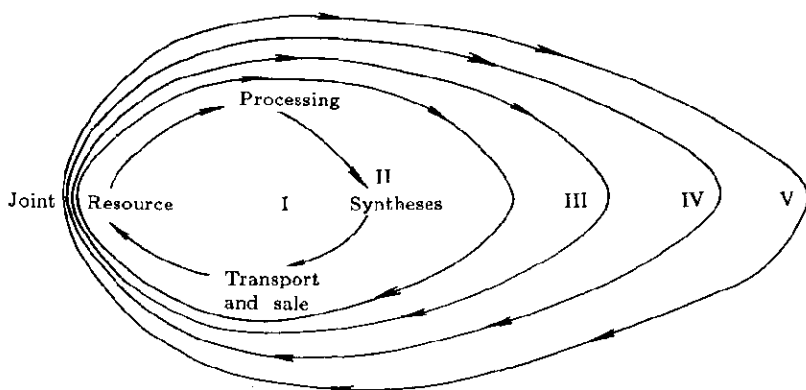 Processing
II
Joint Resource I Syntheses III IV V
Transport
and sale